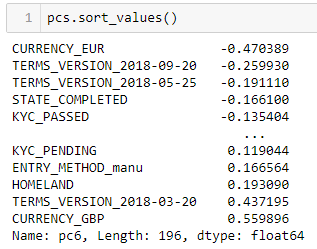 1 pcs.sort_values()
CURRENCY_EUR -0.470389
TERMS_VERSION_2018-09-20 -0.259930
TERMS_VERSION_2018-05-25 -0.191110
STATE_COMPLETED -0.166100
KYC_PASSED -0.135404
...
KYC_PENDING 0.119044
ENTRY_METHOD_manu 0.166564
HOMELAND 0.193090
TERMS_VERSION_2018-03-20 0.437195
CURRENCY_GBP 0.559896
Name: pc6, Length: 196, dtype: float64